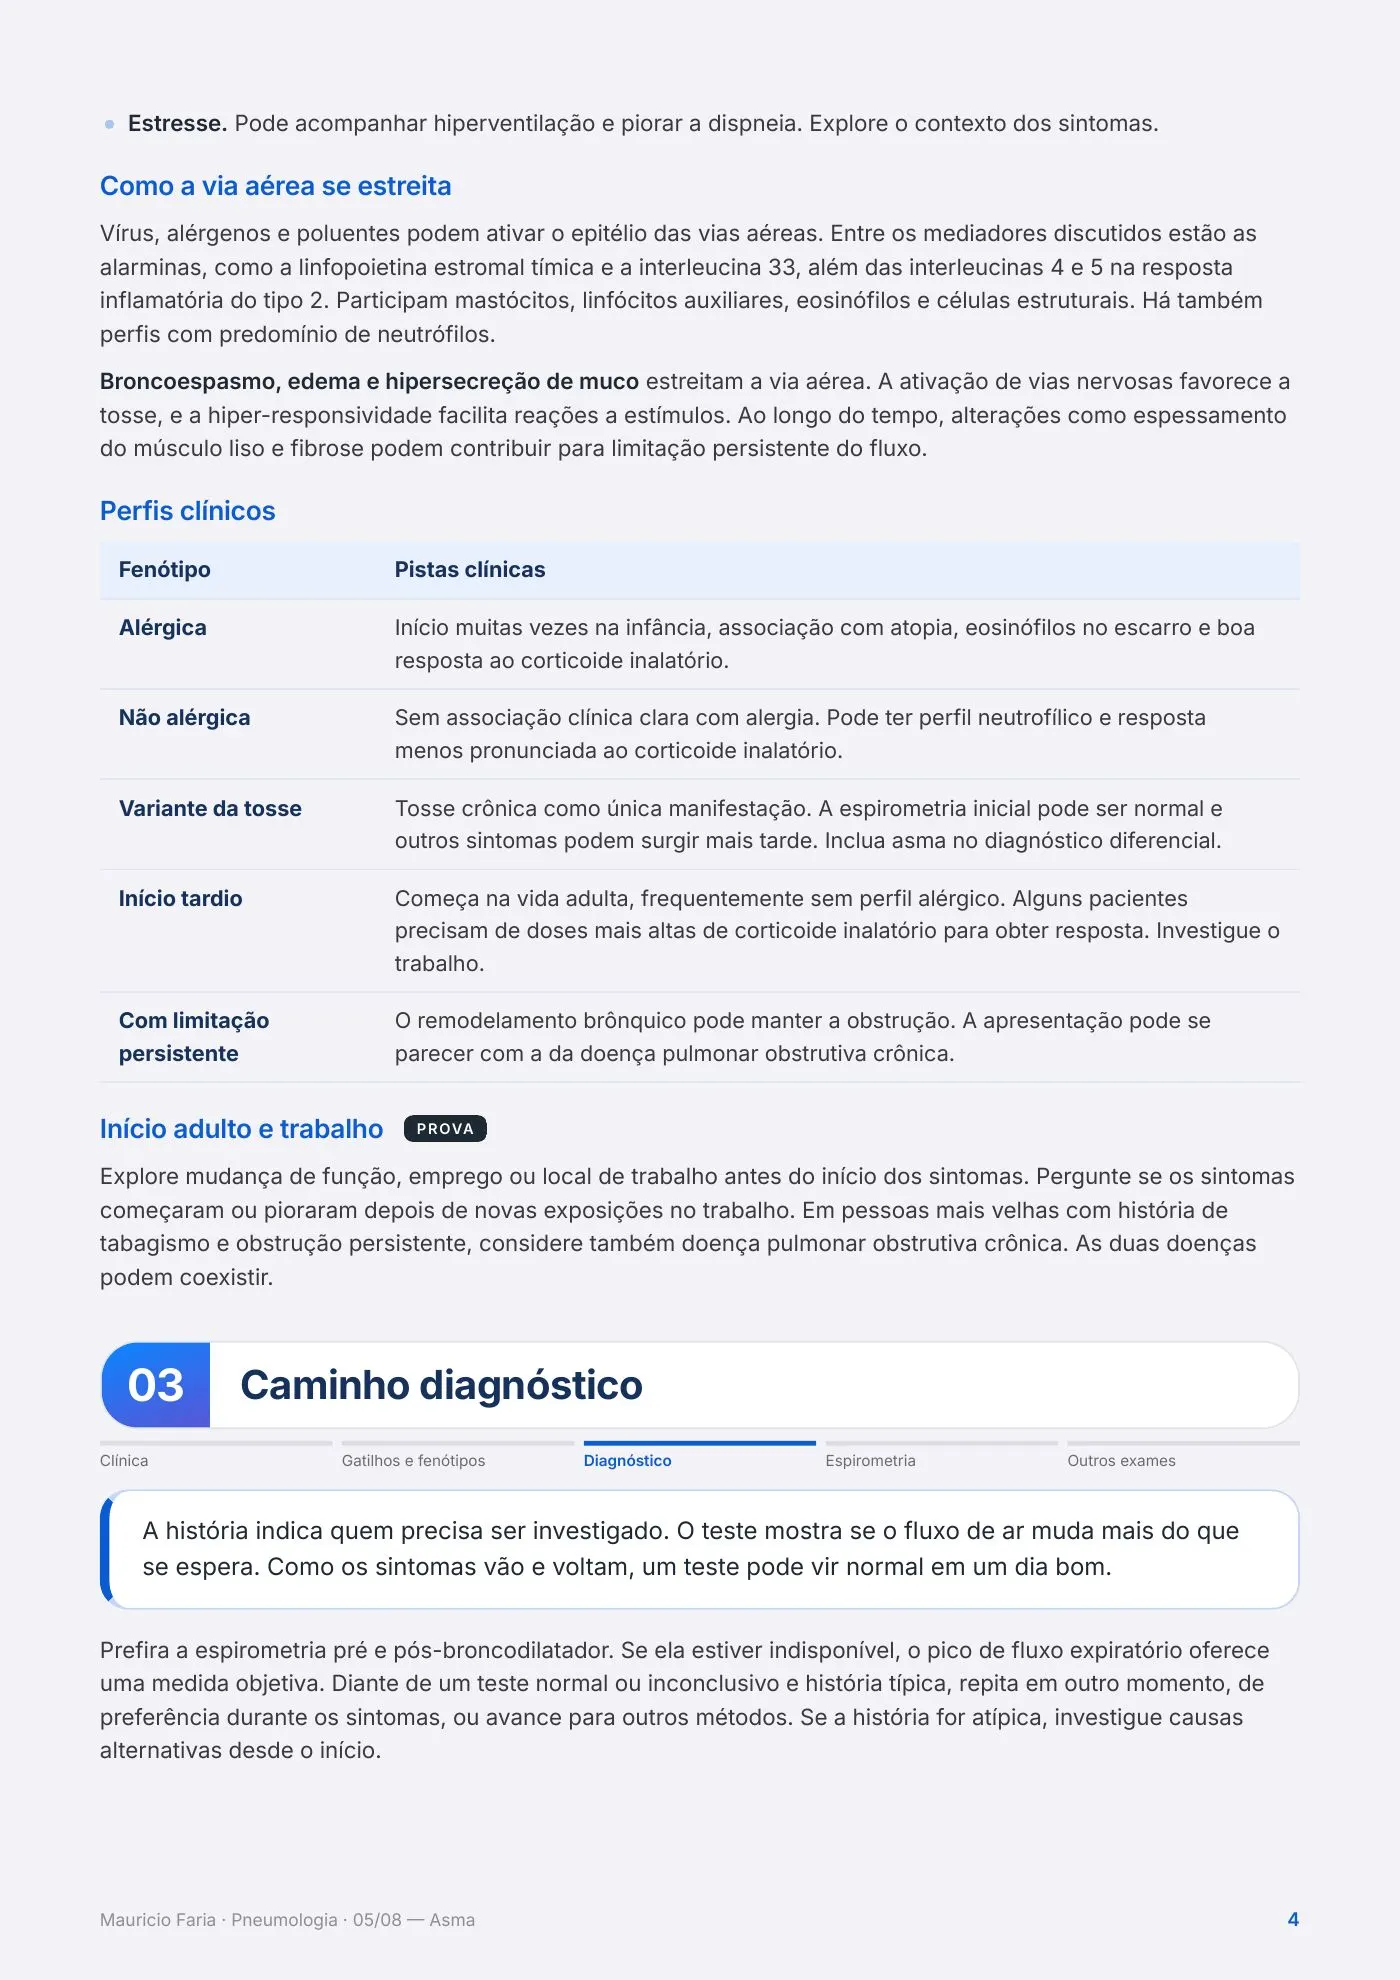 Estresse. Pode acompanhar hiperventilação e piorar a dispneia. Explore o contexto dos sintomas.
Como a via aérea se estreita
Vírus, alérgenos e poluentes podem ativar o epitélio das vias aéreas. Entre os mediadores discutidos estão as
alarminas, como a linfopoietina estromal tímica e a interleucina 33, além das interleucinas 4 e 5 na resposta
inflamatória do tipo 2. Participam mastócitos, linfócitos auxiliares, eosinófilos e células estruturais. Há também
perfis com predomínio de neutrófilos.
Broncoespasmo, edema e hipersecreção de muco estreitam a via aérea. A ativação de vias nervosas favorece a
tosse, e a hiper-responsividade facilita reações a estímulos. Ao longo do tempo, alterações como espessamento
do músculo liso e fibrose podem contribuir para limitação persistente do fluxo.
Perfis clínicos
Fenótipo Pistas clínicas
Alérgica Início muitas vezes na infância, associação com atopia, eosinófilos no escarro e boa
resposta ao corticoide inalatório.
Não alérgica Sem associação clínica clara com alergia. Pode ter perfil neutrofílico e resposta
menos pronunciada ao corticoide inalatório.
Variante da tosse Tosse crônica como única manifestação. A espirometria inicial pode ser normal e
outros sintomas podem surgir mais tarde. Inclua asma no diagnóstico diferencial.
Início tardio Começa na vida adulta, frequentemente sem perfil alérgico. Alguns pacientes
precisam de doses mais altas de corticoide inalatório para obter resposta. Investigue o
trabalho.
Com limitação O remodelamento brônquico pode manter a obstrução. A apresentação pode se
persistente parecer com a da doença pulmonar obstrutiva crônica.
Início adulto e trabalho PROVA
Explore mudança de função, emprego ou local de trabalho antes do início dos sintomas. Pergunte se os sintomas
começaram ou pioraram depois de novas exposições no trabalho. Em pessoas mais velhas com história de
tabagismo e obstrução persistente, considere também doença pulmonar obstrutiva crônica. As duas doenças
podem coexistir.
03 Caminho diagnóstico
Clínica Gatilhos e fenótipos Diagnóstico Espirometria Outros exames
A história indica quem precisa ser investigado. O teste mostra se o fluxo de ar muda mais do que
se espera. Como os sintomas vão e voltam, um teste pode vir normal em um dia bom.
Prefira a espirometria pré e pós-broncodilatador. Se ela estiver indisponível, o pico de fluxo expiratório oferece
uma medida objetiva. Diante de um teste normal ou inconclusivo e história típica, repita em outro momento, de
preferência durante os sintomas, ou avance para outros métodos. Se a história for atípica, investigue causas
alternativas desde o início.
Mauricio Faria · Pneumologia · 05/08 — Asma 4